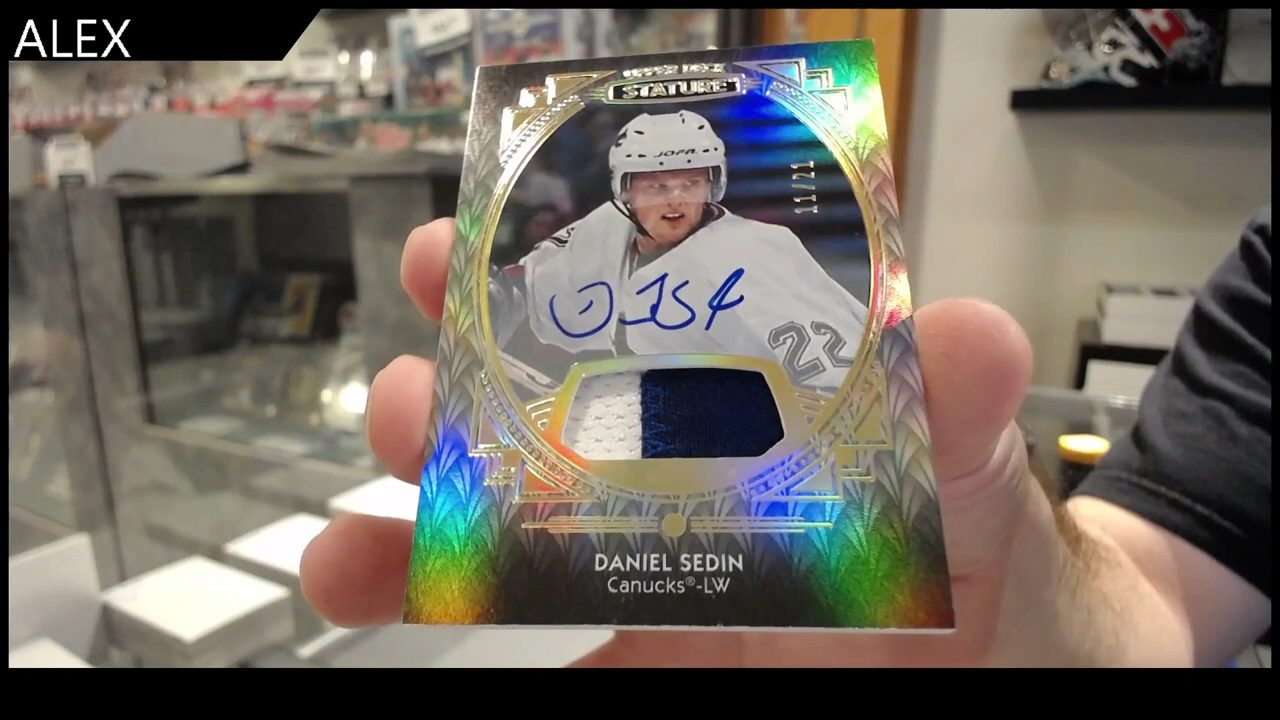 ALEX
UPPER DECK
STATURE
JOFA
11/21
22
DANIEL SEDIN
Canucks®-LW